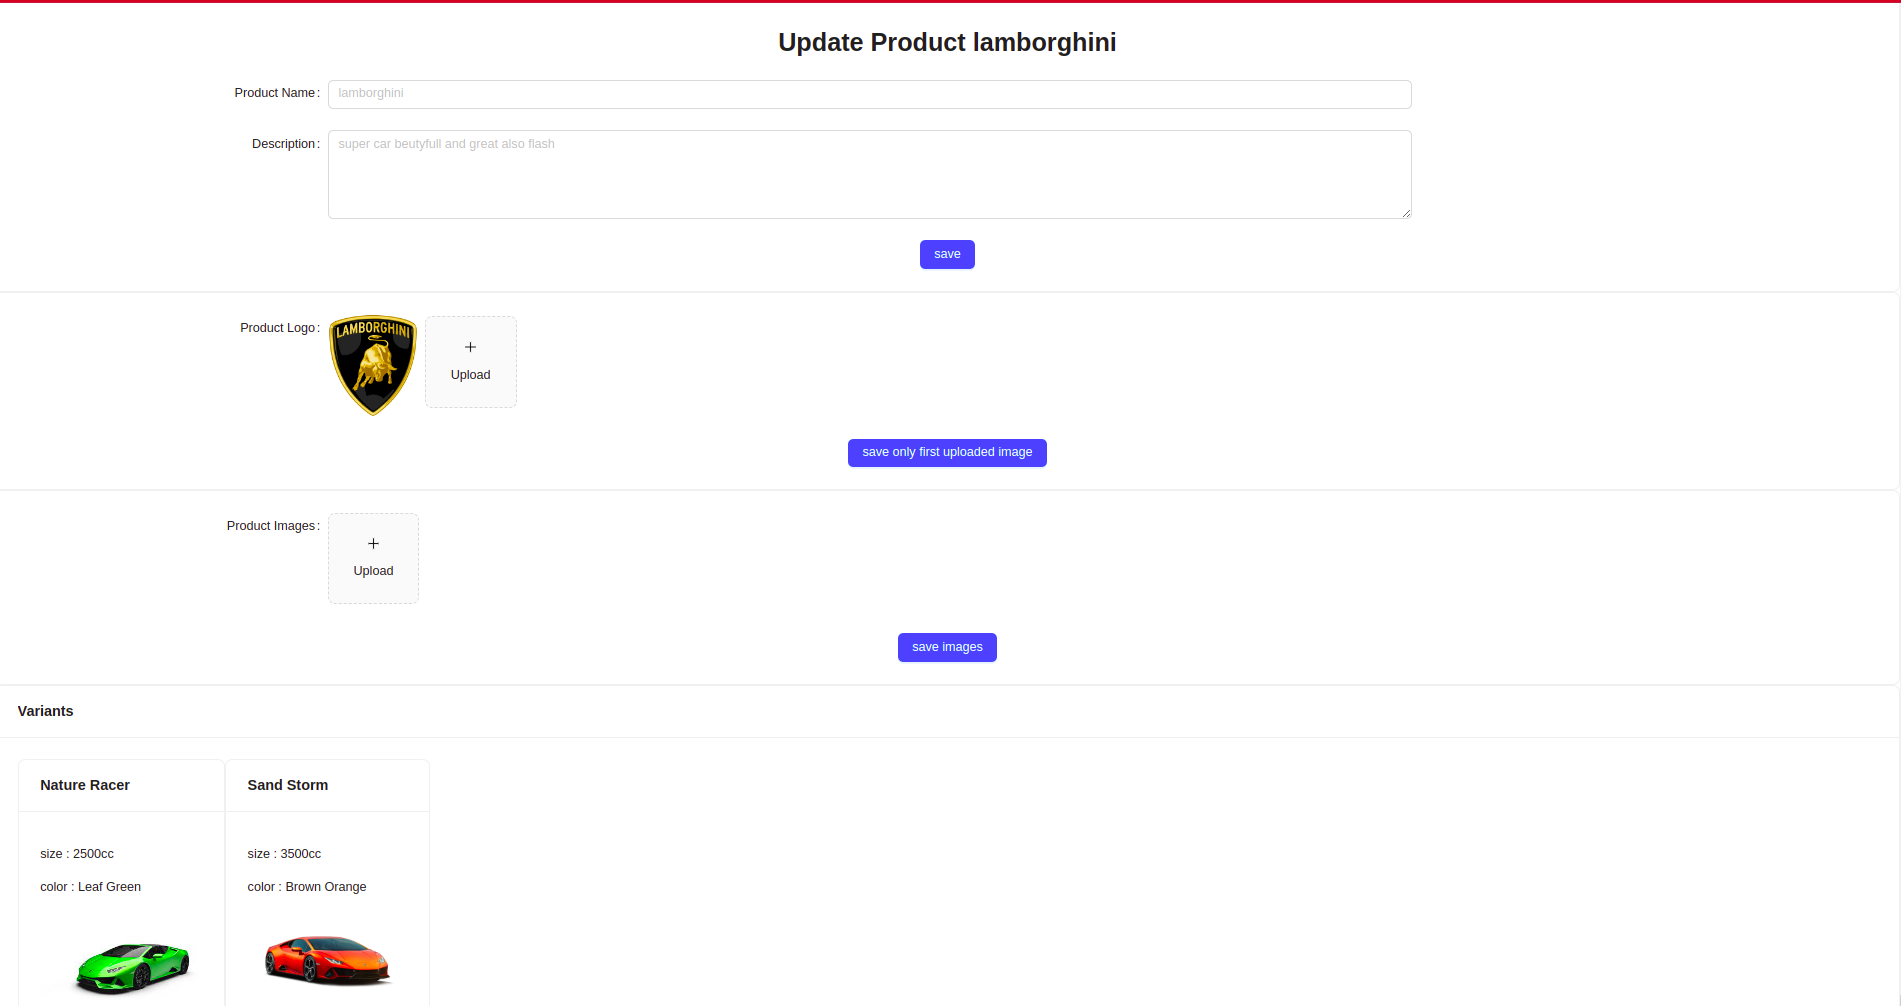 Update Product lamborghini
Product Name :
lamborghini
Description :
super car beutyfull and great also flash
save
Product Logo :
LAMBORGHINI
Upload
save only first uploaded image
Product Images :
Upload
save images
Variants
Nature Racer
size : 2500cc
color : Leaf Green
Sand Storm
size : 3500cc
color : Brown Orange